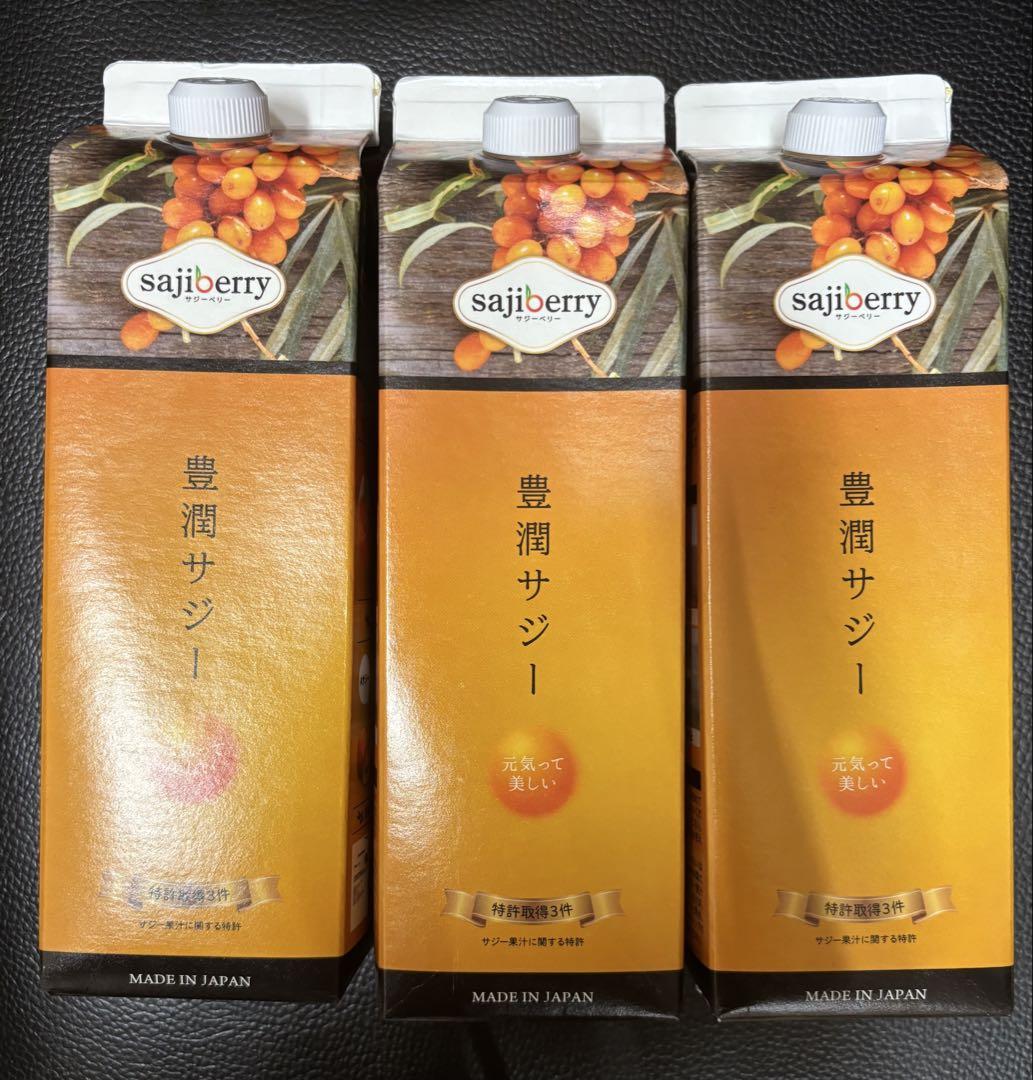 sajiberry
サジーベリー
豊潤サジー
特許取得3件
サジー果汁に関する特許
MADE IN JAPAN
sajiberry
サジーベリー
豊潤サジー
元気って
美しい
特許取得3件
サジー果汁に関する特許
MADE IN JAPAN
sajiberry
サジーベリー
豊潤サジー
元気って
美しい
特許取得3件
サジー果汁に関する特許
MADE IN JAPAN